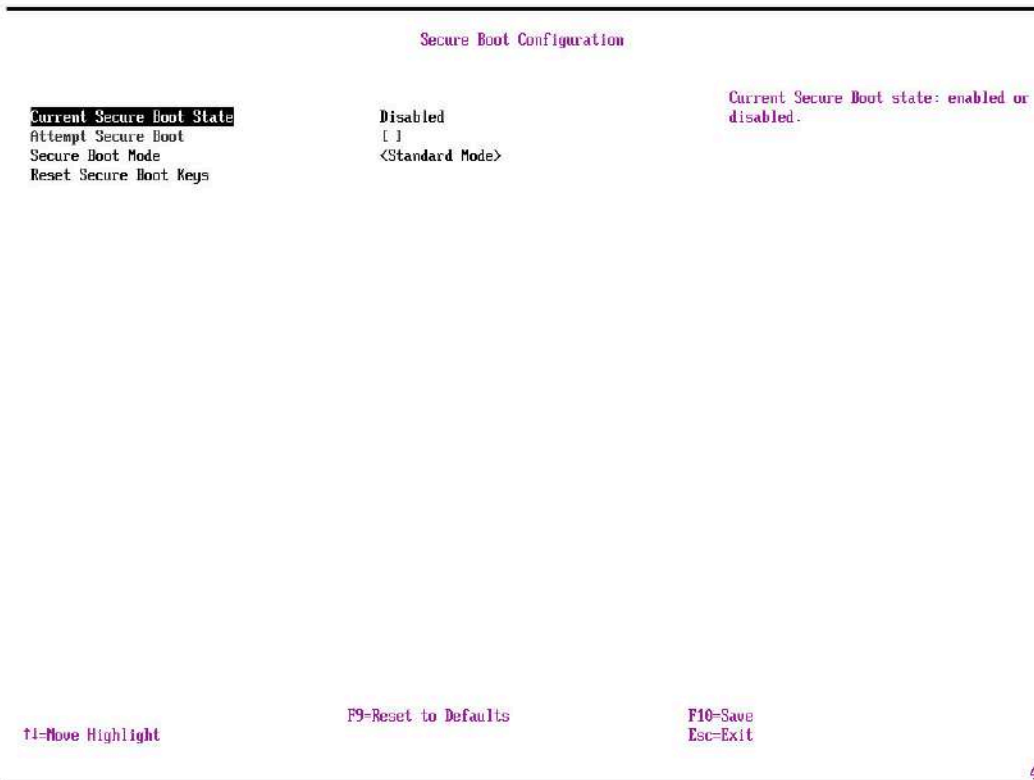 Secure Boot Configuration
Current Secure Boot State Disabled
Attempt Secure Boot [ ]
Secure Boot Mode <Standard Mode>
Reset Secure Boot Keys
Current Secure Boot state: enabled or
disabled.
F9=Reset to Defaults F10=Save
↑↓=Move Highlight Esc=Exit